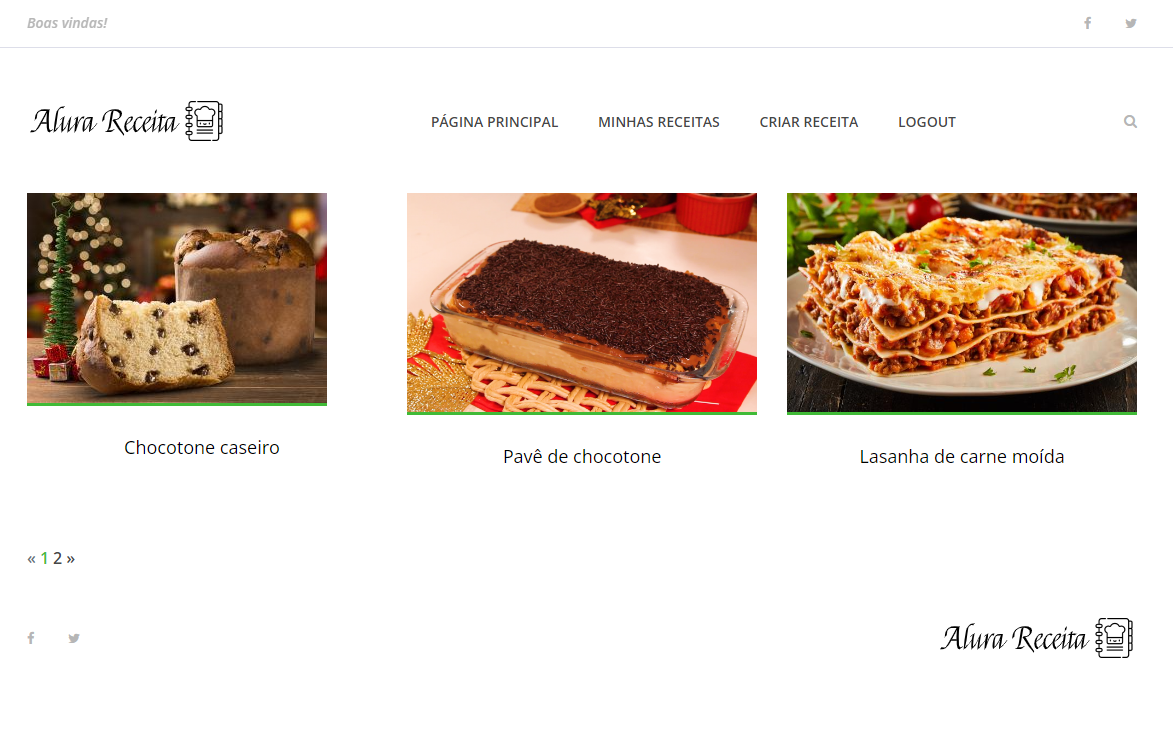 Boas vindas!
Alura Receita
PÁGINA PRINCIPAL MINHAS RECEITAS CRIAR RECEITA LOGOUT
Chocotone caseiro
Pavê de chocotone
Lasanha de carne moída
« 1 2 »
Alura Receita